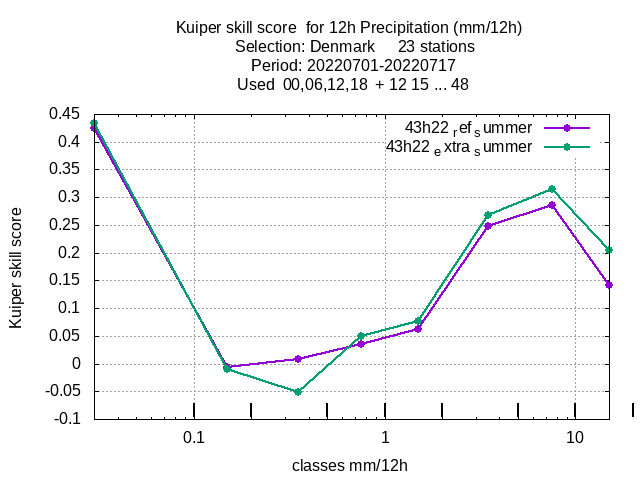 Kuiper skill score  for 12h Precipitation (mm/12h)
Selection: Denmark     23 stations
Period: 20220701-20220717
Used  00,06,12,18  + 12 15 ... 48
43h22 ref summer
43h22 extra summer
Kuiper skill score
0.45
0.4
0.35
0.3
0.25
0.2
0.15
0.1
0.05
0
-0.05
-0.1
0.1 1 10
classes mm/12h